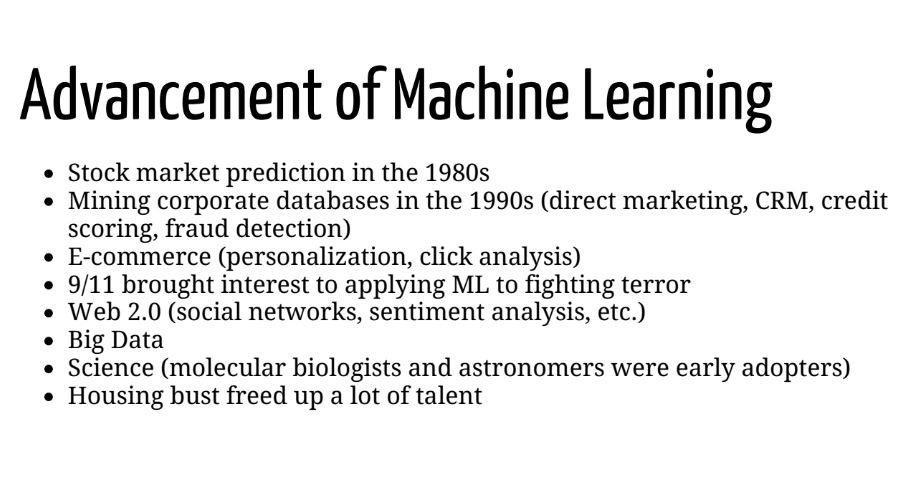 Advancement of Machine Learning
• Stock market prediction in the 1980s
• Mining corporate databases in the 1990s (direct marketing, CRM, credit
scoring, fraud detection)
• E-commerce (personalization, click analysis)
• 9/11 brought interest to applying ML to fighting terror
• Web 2.0 (social networks, sentiment analysis, etc.)
• Big Data
• Science (molecular biologists and astronomers were early adopters)
• Housing bust freed up a lot of talent